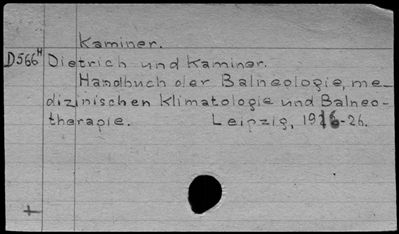 Kaminer.
D566H Dietrich und Kaminer.
Handbuch der Balneologie, me-
dizinischen Klimatologie und Balneo-
therapie. Leipzig, 1916-26.
+